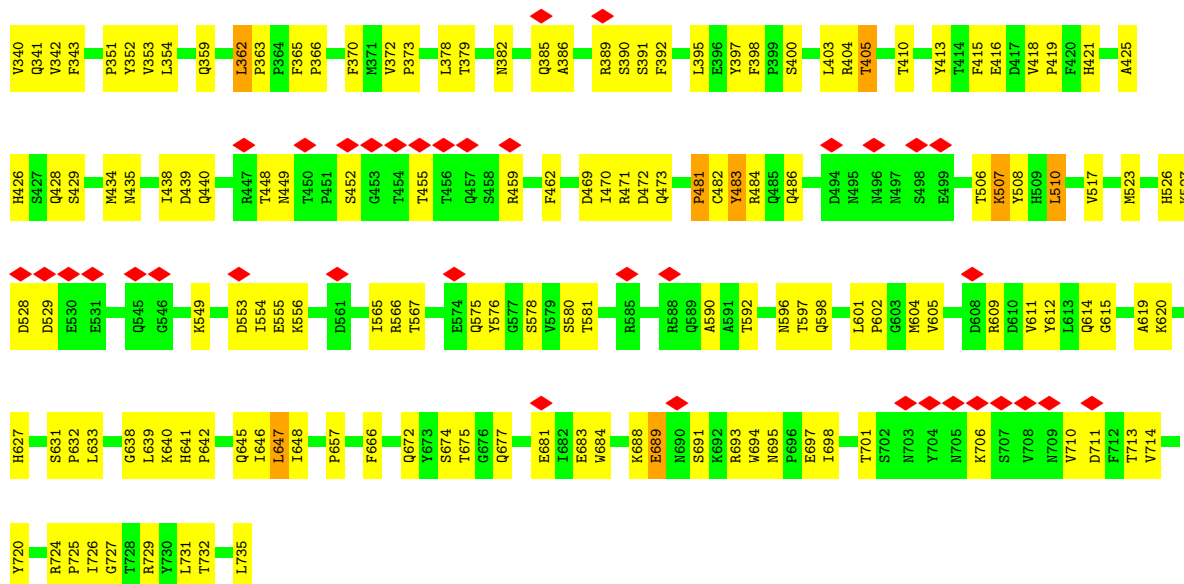 V340 Q341 V342 F343 P351 Y352 V353 L354 Q359 L362 P363 P364 F365 P366 F370 M371 V372 P373 L378 T379 N382 Q385 A386 R389 S390 S391 F392 L395 E396 Y397 F398 P399 S400 L403 R404 T405 T410 Y413 T414 F415 E416 D417 V418 P419 F420 H421 A425
H426 S427 Q428 S429 M434 N435 I438 D439 Q440 R447 T448 N449 T450 P451 S452 G453 T454 T455 T456 Q457 S458 R459 F462 D469 I470 R471 D472 Q473 P481 C482 Y483 R484 Q485 Q486 D494 N495 N496 N497 S498 E499 T506 K507 Y508 H509 L510 V517 M523 H526 K527
D528 D529 E530 E531 Q545 G546 K549 D553 I554 E555 K556 D561 I565 R566 T567 E574 Q575 Y576 G577 S578 V579 S580 T581 R585 R588 Q589 A590 A591 T592 N596 T597 Q598 L601 P602 G603 M604 V605 D608 R609 D610 V611 Y612 L613 Q614 G615 A619 K620
H627 S631 P632 L633 G638 L639 K640 H641 P642 Q645 I646 L647 I648 P657 F666 Q672 Y673 S674 T675 G676 Q677 E681 I682 E683 W684 K688 E689 N690 S691 K692 R693 W694 N695 P696 E697 I698 T701 S702 N703 Y704 N705 K706 S707 V708 N709 V710 D711 F712 T713 V714
Y720 R724 P725 I726 G727 T728 R729 Y730 L731 T732 L735